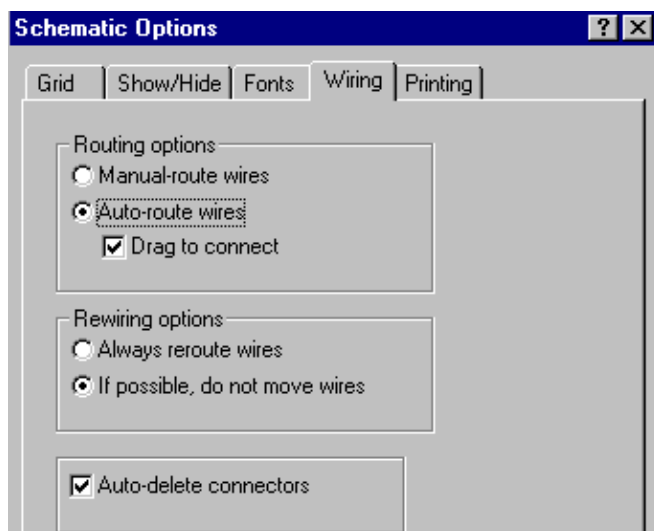 Schematic Options
Grid Show/Hide Fonts Wiring Printing
Routing options
Manual-route wires
Auto-route wires
Drag to connect
Rewiring options
Always reroute wires
If possible, do not move wires
Auto-delete connectors